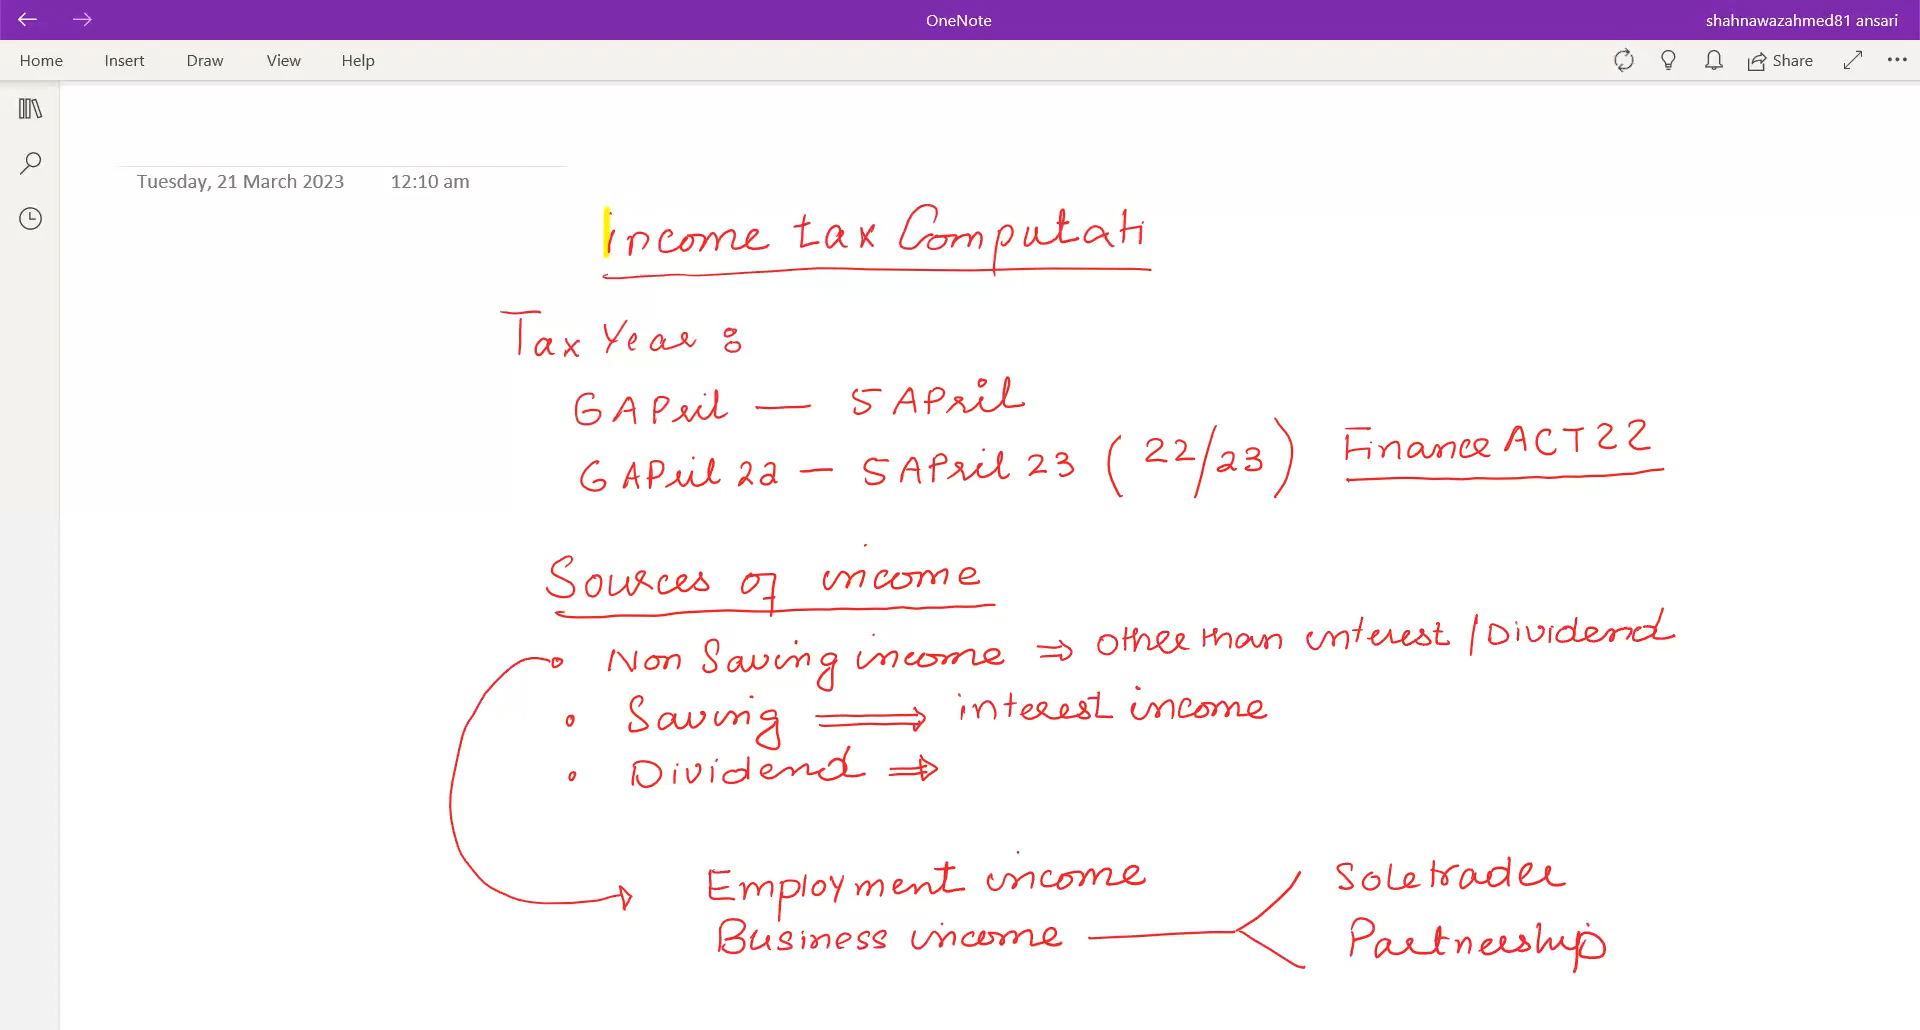 OneNote
shahnawazahmed81 ansari
Home Insert Draw View Help Share
Tuesday, 21 March 2023 12:10 am
income tax Computati
Tax Year :
6 APril — 5 APril
6 APril 22 — 5 APril 23 ( 22/23 ) Finance ACT 22
Sources of income
• Non Saving income ⇒ other than interest / Dividend
• Saving ⟹ interest income
• Dividend ⇒
Employment income Soletrader
Business income Partnership